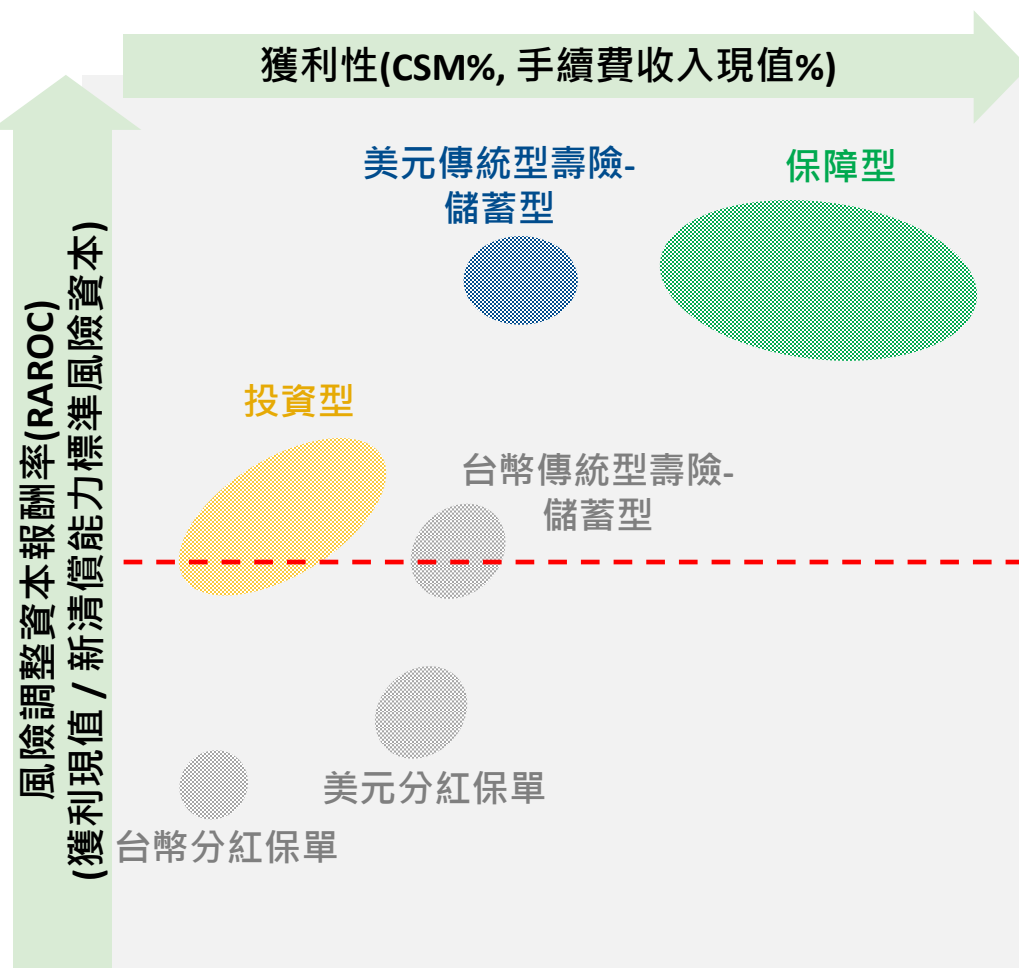 獲利性(CSM%, 手續費收入現值%)
風險調整資本報酬率(RAROC)
(獲利現值 / 新清償能力標準風險資本)
美元傳統型壽險-
儲蓄型
保障型
投資型
台幣傳統型壽險-
儲蓄型
美元分紅保單
台幣分紅保單